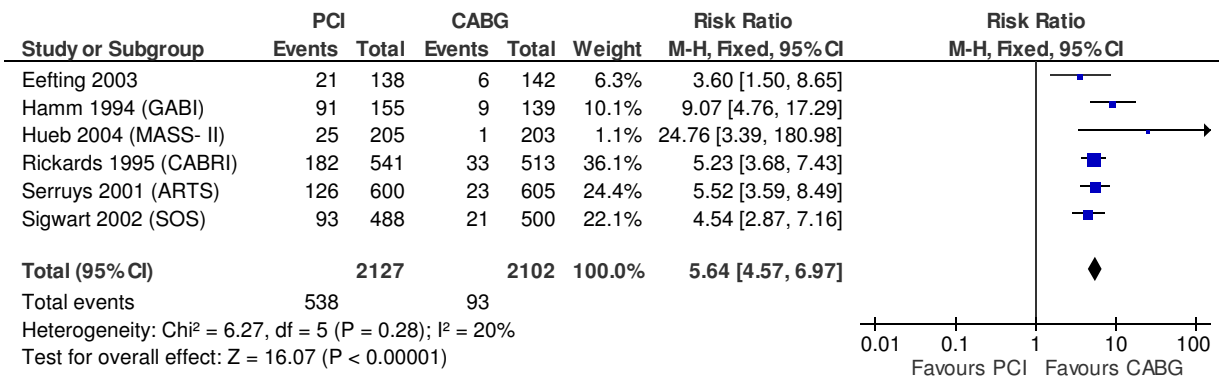 PCI CABG Risk Ratio Risk Ratio
Study or Subgroup Events Total Events Total Weight M-H, Fixed, 95% CI M-H, Fixed, 95% CI
Eefting 2003 21 138 6 142 6.3% 3.60 [1.50, 8.65]
Hamm 1994 (GABI) 91 155 9 139 10.1% 9.07 [4.76, 17.29]
Hueb 2004 (MASS- II) 25 205 1 203 1.1% 24.76 [3.39, 180.98]
Rickards 1995 (CABRI) 182 541 33 513 36.1% 5.23 [3.68, 7.43]
Serruys 2001 (ARTS) 126 600 23 605 24.4% 5.52 [3.59, 8.49]
Sigwart 2002 (SOS) 93 488 21 500 22.1% 4.54 [2.87, 7.16]
Total (95% CI) 2127 2102 100.0% 5.64 [4.57, 6.97]
Total events 538 93
Heterogeneity: Chi² = 6.27, df = 5 (P = 0.28); I² = 20%
Test for overall effect: Z = 16.07 (P < 0.00001)
0.01 0.1 1 10 100
Favours PCI Favours CABG